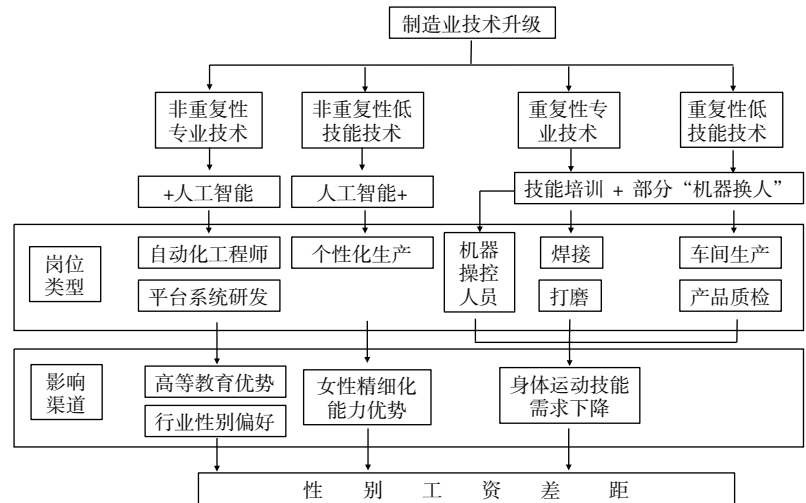 制造业技术升级
非重复性
专业技术
非重复性低
技能技术
重复性专
业技术
重复性低
技能技术
+人工智能
人工智能+
技能培训 + 部分“机器换人”
岗位
类型
自动化工程师
平台系统研发
个性化生产
机器
操控
人员
焊接
打磨
车间生产
产品质检
影响
渠道
高等教育优势
行业性别偏好
女性精细化
能力优势
身体运动技能
需求下降
性 别 工 资 差 距